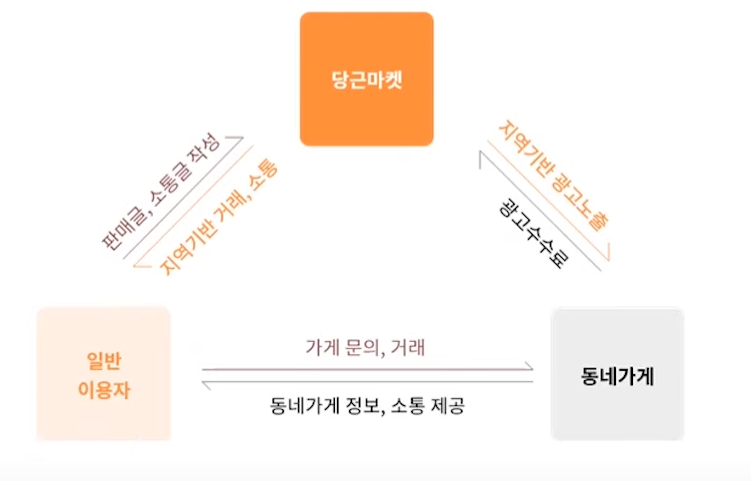 당근마켓
판매글, 소통글 작성
지역기반 거래, 소통
지역기반 광고노출
광고수수료
일반
이용자
가게 문의, 거래
동네가게 정보, 소통 제공
동네가게